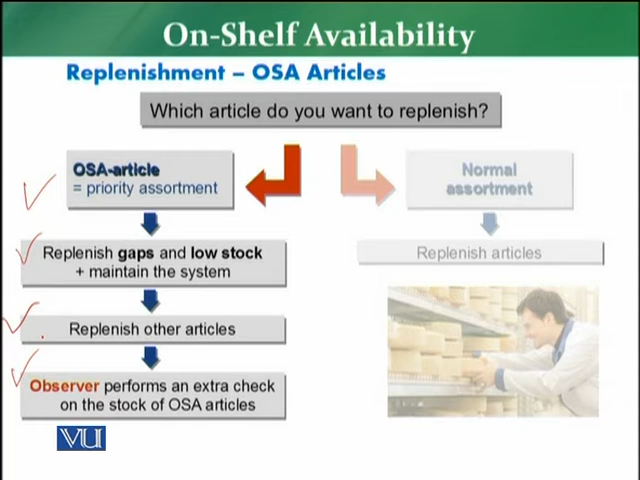 On-Shelf Availability
Replenishment – OSA Articles
Which article do you want to replenish?
OSA-article
= priority assortment
Replenish gaps and low stock
+ maintain the system
Replenish other articles
Observer performs an extra check
on the stock of OSA articles
Normal
assortment
Replenish articles
VU